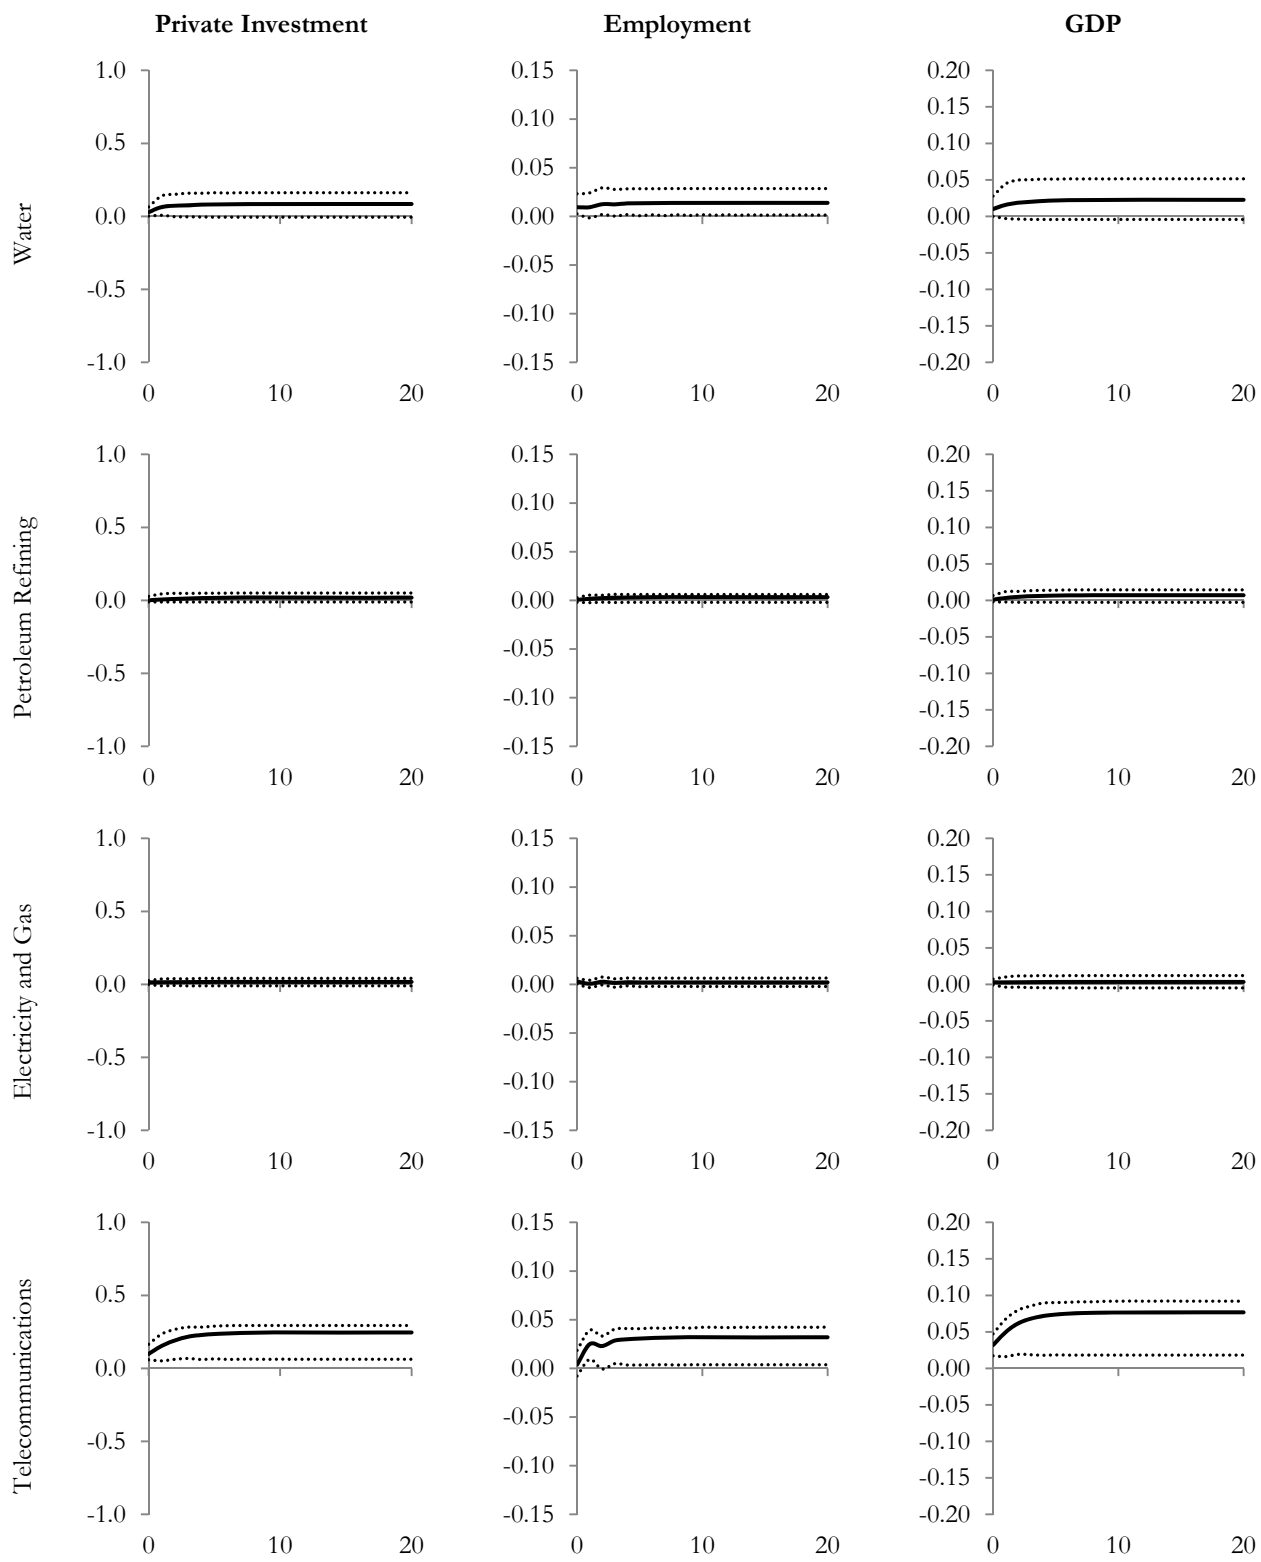 Private Investment Employment GDP
Water
1.0 0.15 0.20
0.15
0.10
0.5 0.10
0.05
0.05
0.0 0.00 0.00
-0.05
-0.05
-0.5 -0.10
-0.10
-0.15
-1.0 -0.15 -0.20
0 10 20 0 10 20 0 10 20
Petroleum Refining
1.0 0.15 0.20
0.15
0.10
0.5 0.10
0.05
0.05
0.0 0.00 0.00
-0.05
-0.05
-0.5 -0.10
-0.10
-0.15
-1.0 -0.15 -0.20
0 10 20 0 10 20 0 10 20
Electricity and Gas
1.0 0.15 0.20
0.15
0.10
0.5 0.10
0.05
0.05
0.0 0.00 0.00
-0.05
-0.05
-0.5 -0.10
-0.10
-0.15
-1.0 -0.15 -0.20
0 10 20 0 10 20 0 10 20
Telecommunications
1.0 0.15 0.20
0.15
0.10
0.5 0.10
0.05
0.05
0.0 0.00 0.00
-0.05
-0.05
-0.5 -0.10
-0.10
-0.15
-1.0 -0.15 -0.20
0 10 20 0 10 20 0 10 20